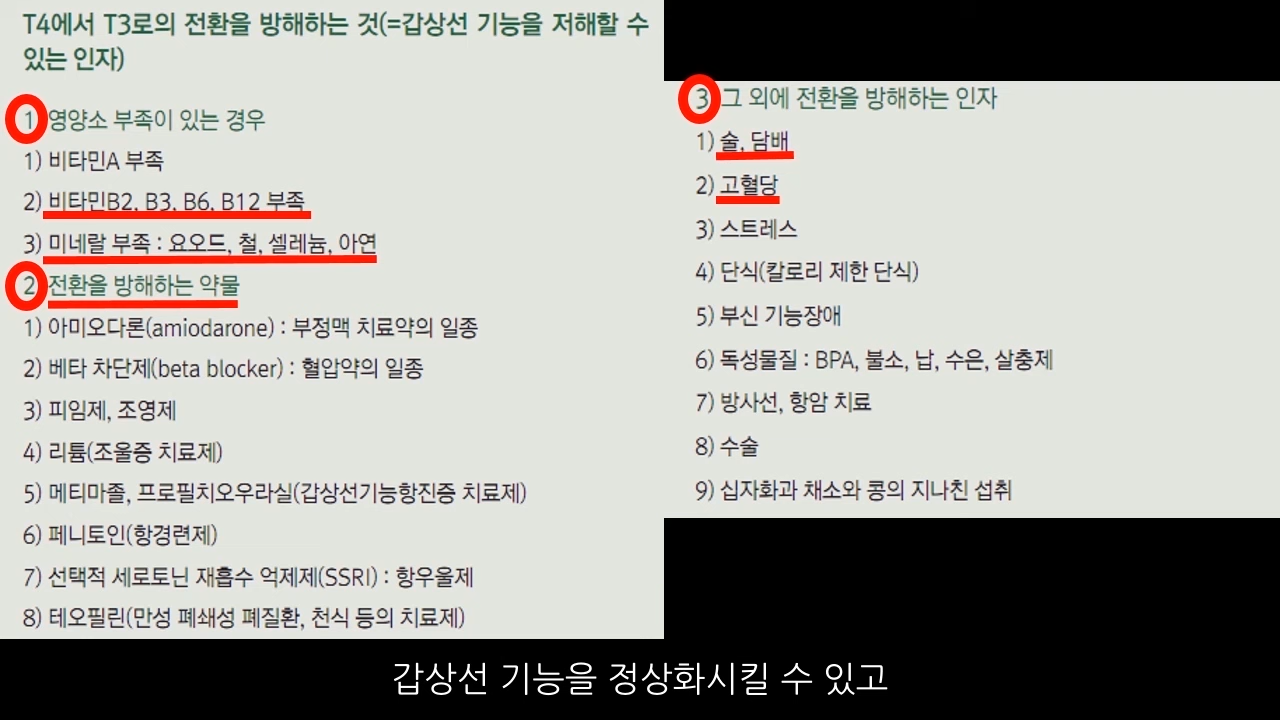 T4에서 T3로의 전환을 방해하는 것(=갑상선 기능을 저해할 수
있는 인자)
1 영양소 부족이 있는 경우
1) 비타민A 부족
2) 비타민B2, B3, B6, B12 부족
3) 미네랄 부족 : 요오드, 철, 셀레늄, 아연
2 전환을 방해하는 약물
1) 아미오다론(amiodarone) : 부정맥 치료약의 일종
2) 베타 차단제(beta blocker) : 혈압약의 일종
3) 피임제, 조영제
4) 리튬(조울증 치료제)
5) 메티마졸, 프로필치오우라실(갑상선기능항진증 치료제)
6) 페니토인(항경련제)
7) 선택적 세로토닌 재흡수 억제제(SSRI) : 항우울제
8) 테오필린(만성 폐쇄성 폐질환, 천식 등의 치료제)
3 그 외에 전환을 방해하는 인자
1) 술, 담배
2) 고혈당
3) 스트레스
4) 단식(칼로리 제한 단식)
5) 부신 기능장애
6) 독성물질 : BPA, 불소, 납, 수은, 살충제
7) 방사선, 항암 치료
8) 수술
9) 십자화과 채소와 콩의 지나친 섭취
갑상선 기능을 정상화시킬 수 있고